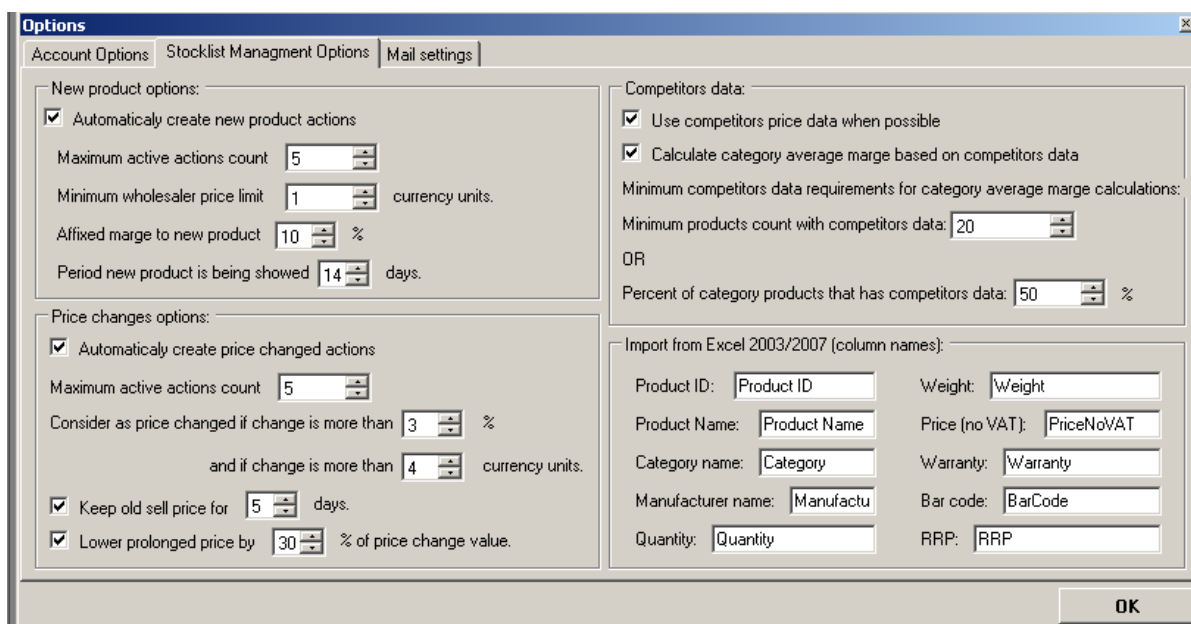 Options
Account Options
Stocklist Managment Options
Mail settings
New product options:
Automaticaly create new product actions
Maximum active actions count 5
Minimum wholesaler price limit 1 currency units.
Affixed marge to new product 10 %
Period new product is being showed 14 days.
Price changes options:
Automaticaly create price changed actions
Maximum active actions count 5
Consider as price changed if change is more than 3 %
and if change is more than 4 currency units.
Keep old sell price for 5 days.
Lower prolonged price by 30 % of price change value.
Competitors data:
Use competitors price data when possible
Calculate category average marge based on competitors data
Minimum competitors data requirements for category average marge calculations:
Minimum products count with competitors data: 20
OR
Percent of category products that has competitors data: 50 %
Import from Excel 2003/2007 (column names):
Product ID: Product ID Weight: Weight
Product Name: Product Name Price (no VAT): PriceNoVAT
Category name: Category Warranty: Warranty
Manufacturer name: Manufactu Bar code: BarCode
Quantity: Quantity RRP: RRP
OK